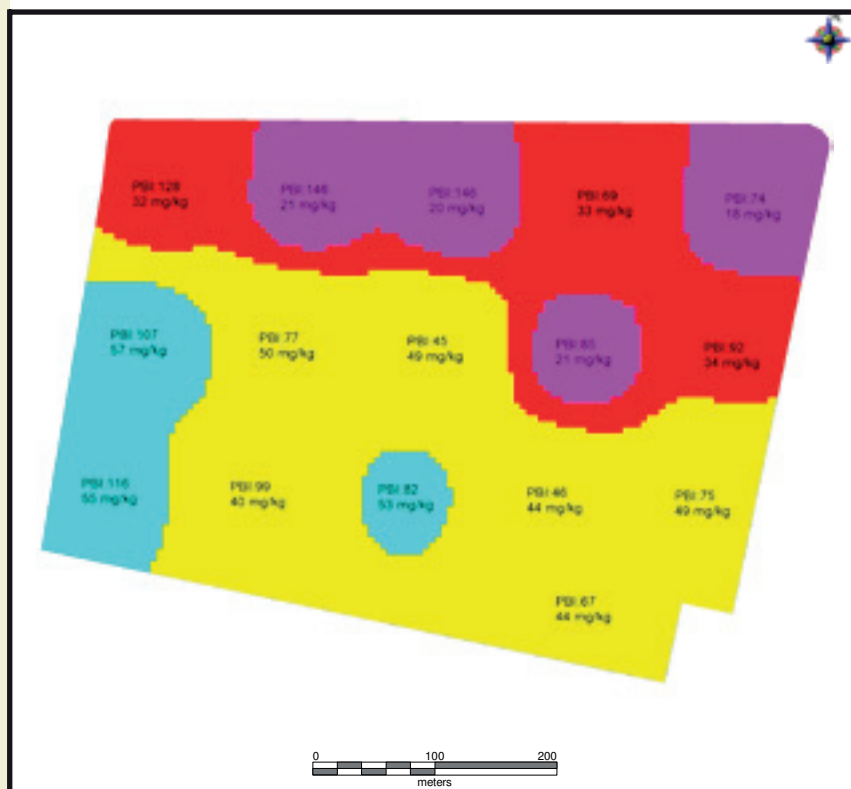 PBI:128
32 mg/kg
PBI:146
21 mg/kg
PBI:146
20 mg/kg
PBI:69
33 mg/kg
PBI:74
18 mg/kg
PBI:107
57 mg/kg
PBI:77
50 mg/kg
PBI:45
49 mg/kg
PBI:83
21 mg/kg
PBI:92
34 mg/kg
PBI:116
55 mg/kg
PBI:99
40 mg/kg
PBI:82
53 mg/kg
PBI:46
44 mg/kg
PBI:75
49 mg/kg
PBI:67
44 mg/kg
0 100 200
meters